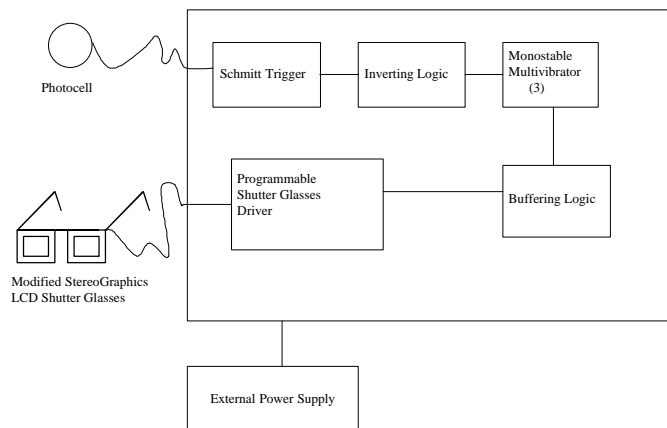 Photocell
Schmitt Trigger
Inverting Logic
Monostable
Multivibrator
(3)
Programmable
Shutter Glasses
Driver
Buffering Logic
Modified StereoGraphics
LCD Shutter Glasses
External Power Supply